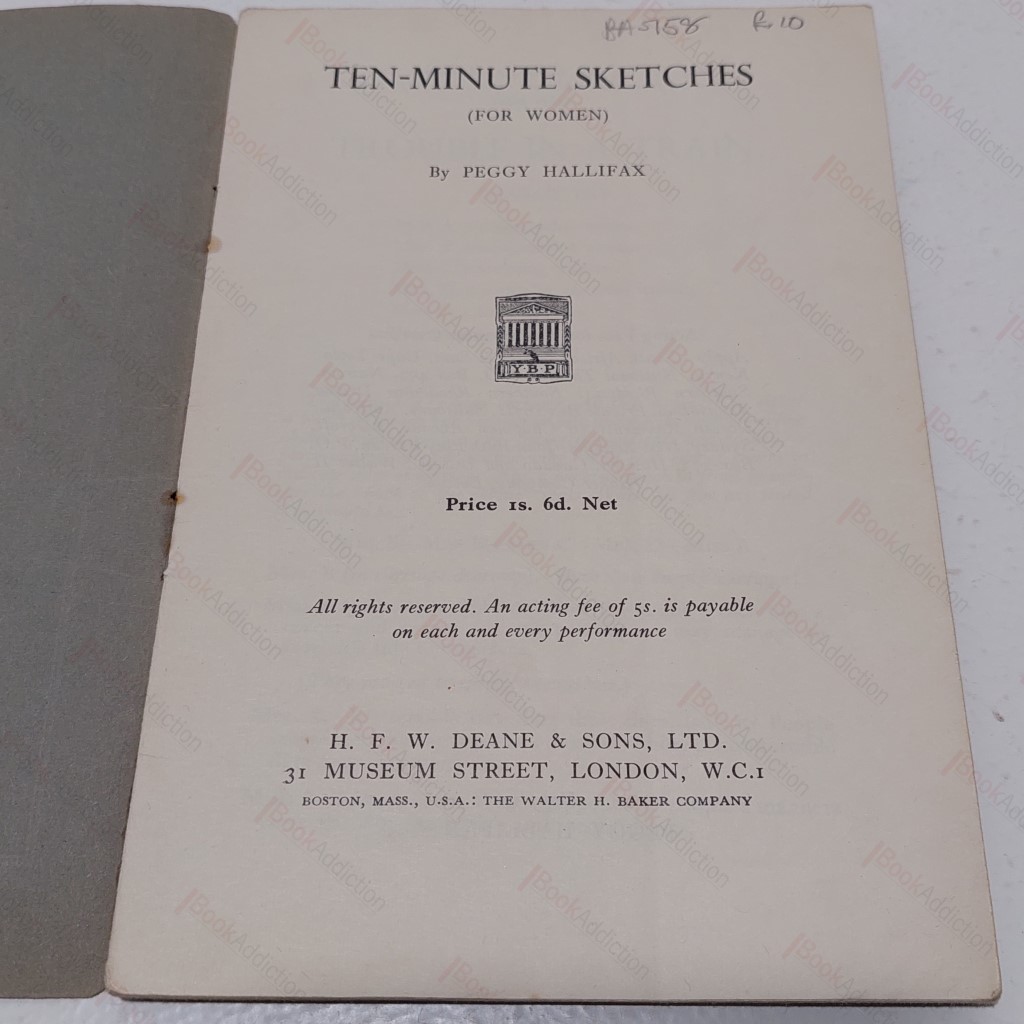 BA5158 R10
TEN-MINUTE SKETCHES
(FOR WOMEN)
By PEGGY HALLIFAX
Y·B·P
Price 1s. 6d. Net
All rights reserved. An acting fee of 5s. is payable
on each and every performance
H. F. W. DEANE & SONS, LTD.
31 MUSEUM STREET, LONDON, W.C.1
BOSTON, MASS., U.S.A.: THE WALTER H. BAKER COMPANY
BookAddiction